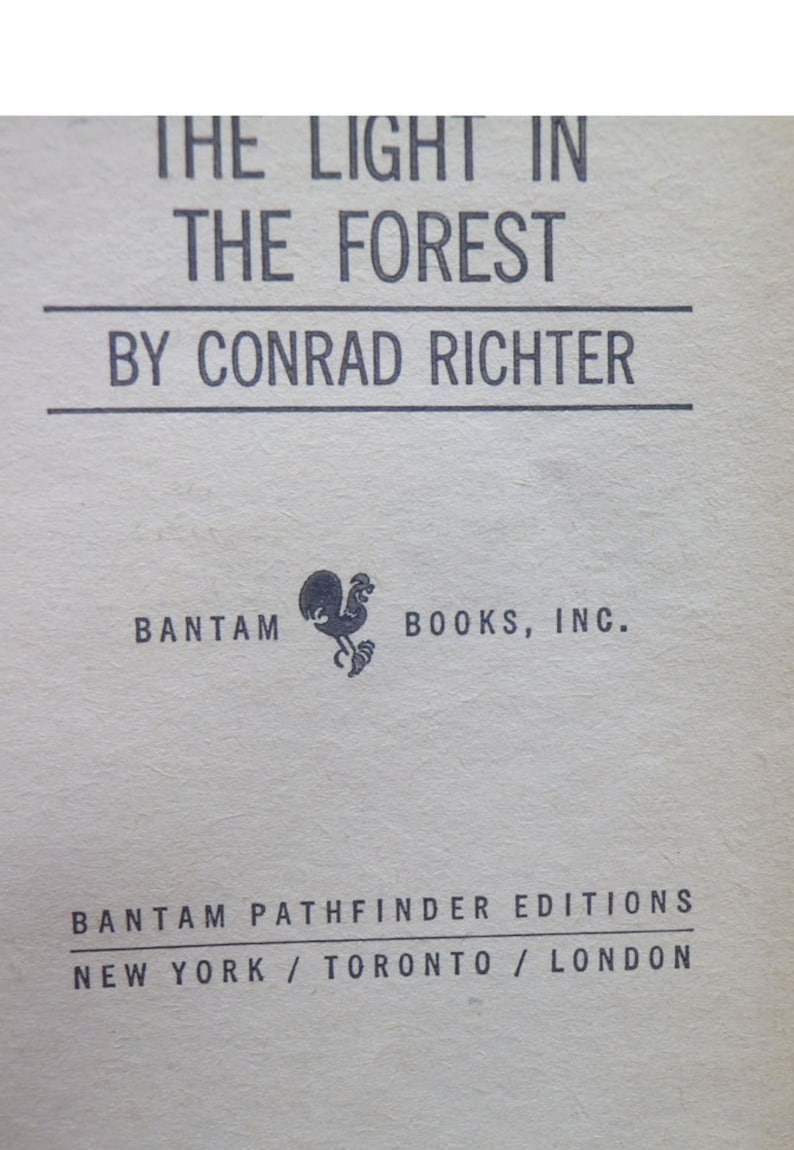 THE LIGHT IN
THE FOREST
BY CONRAD RICHTER
BANTAM BOOKS, INC.
BANTAM PATHFINDER EDITIONS
NEW YORK / TORONTO / LONDON